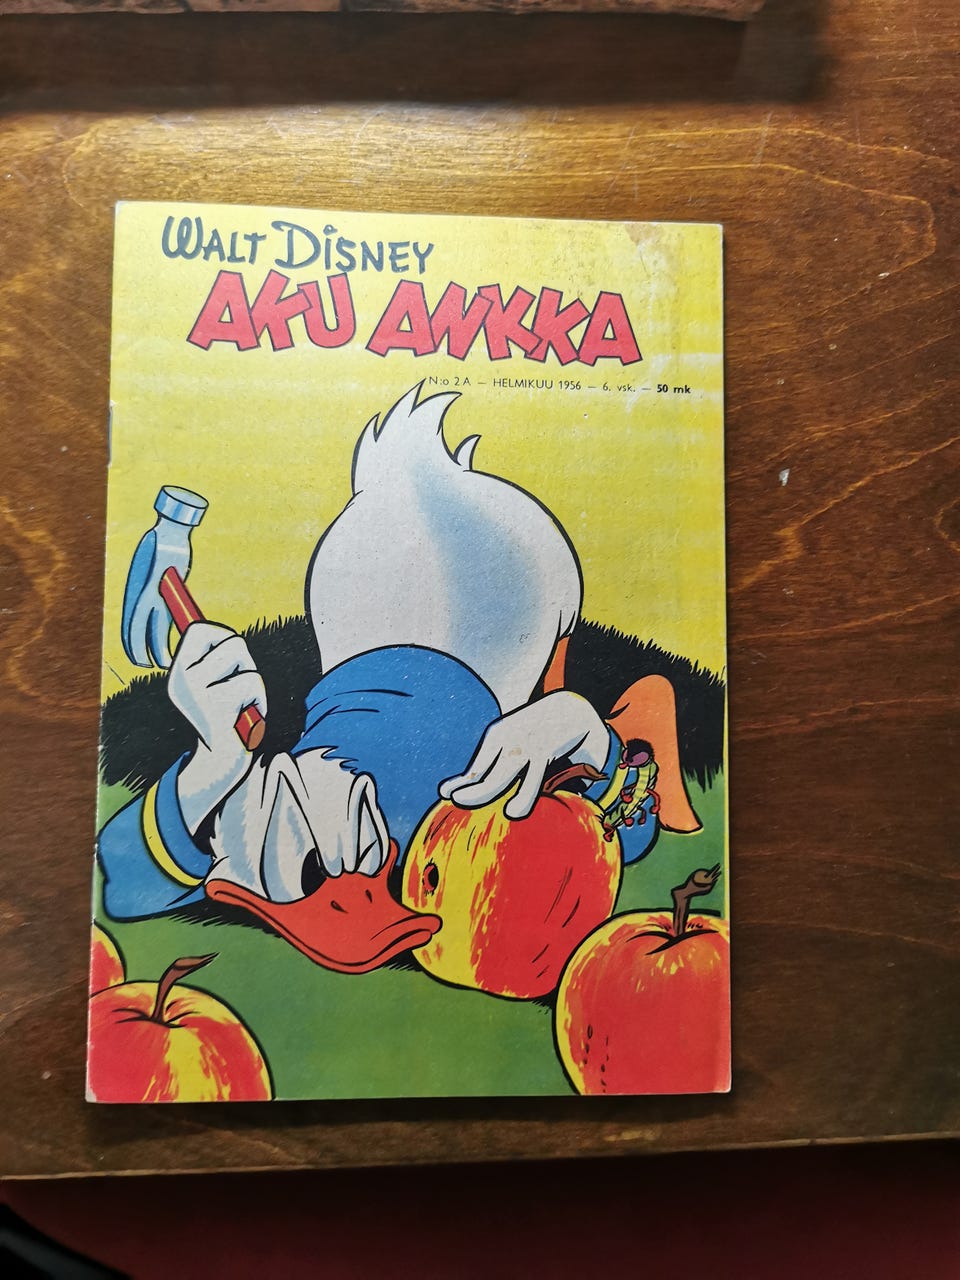 WALT DISNEY
AKU ANKKA
N:o 2 A — HELMIKUU 1956 — 6. vsk. — 50 mk